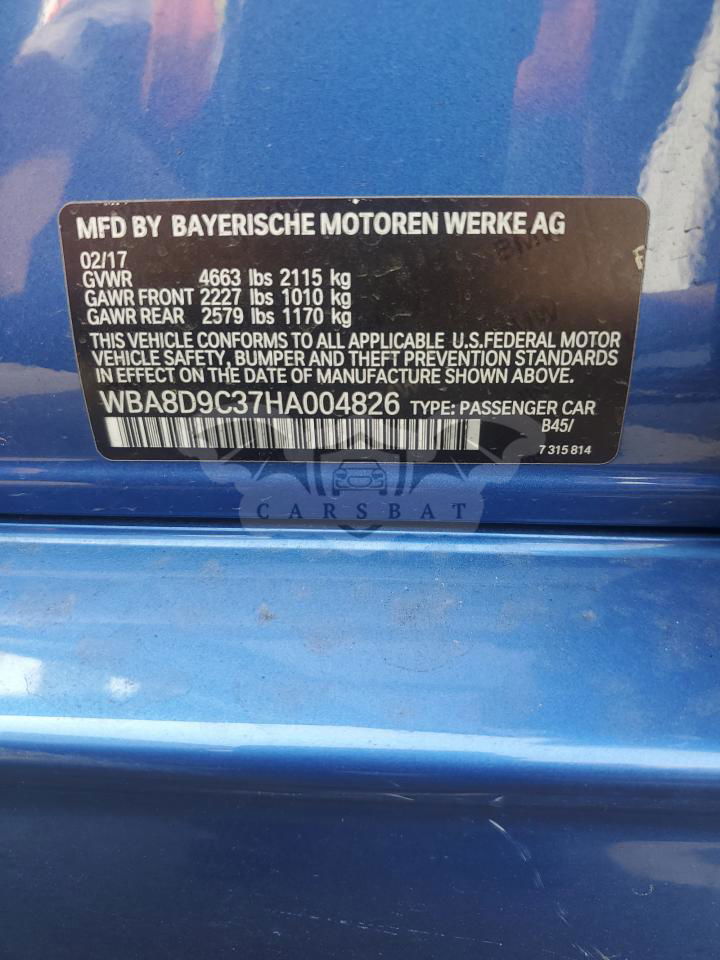 MFD BY BAYERISCHE MOTOREN WERKE AG
02/17
GVWR 4663 lbs 2115 kg
GAWR FRONT 2227 lbs 1010 kg
GAWR REAR 2579 lbs 1170 kg
THIS VEHICLE CONFORMS TO ALL APPLICABLE U.S.FEDERAL MOTOR
VEHICLE SAFETY, BUMPER AND THEFT PREVENTION STANDARDS
IN EFFECT ON THE DATE OF MANUFACTURE SHOWN ABOVE.
WBA8D9C37HA004826 TYPE: PASSENGER CAR
B45/
7 315 814
CARSBAT